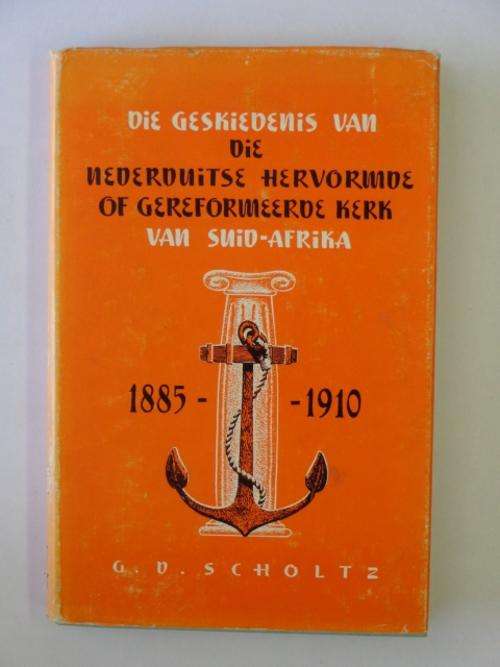 DIE GESKIEDENIS VAN
DIE
NEDERDUITSE HERVORMDE
OF GEREFORMEERDE KERK
VAN SUID-AFRIKA
1885 - - 1910
G. D. SCHOLTZ